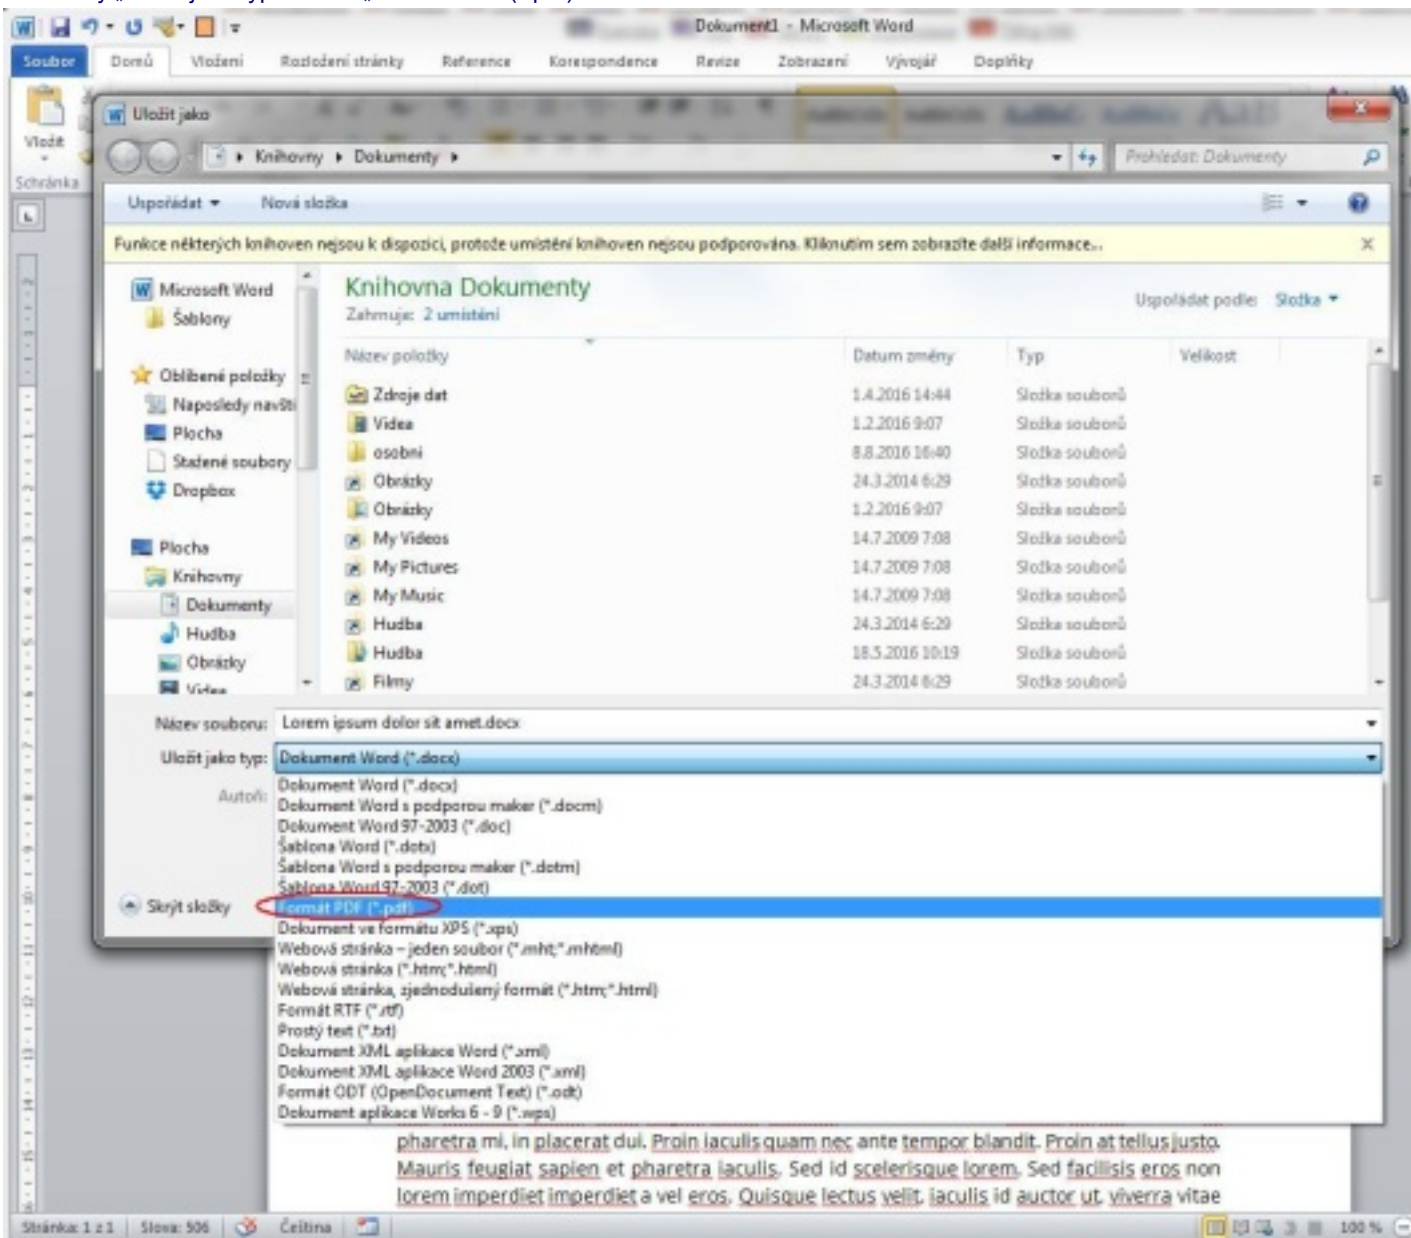 Dokument1 - Microsoft Word
Soubor Domů Vložení Rozložení stránky Reference Korespondence Revize Zobrazení Vývojář Doplňky
Uložit jako
Vložit
Knihovny Dokumenty Prohledat: Dokumenty
Schránka
Uspořádat Nová složka
Funkce některých knihoven nejsou k dispozici, protože umístění knihoven nejsou podporována. Kliknutím sem zobrazíte další informace...
Microsoft Word
Šablony
Oblíbené položky
Naposledy navští
Plocha
Stažené soubory
Dropbox
Plocha
Knihovny
Dokumenty
Hudba
Obrázky
Videa
Knihovna Dokumenty
Zahrnuje: 2 umístění
Uspořádat podle: Složka
Název položky Datum změny Typ Velikost
Zdroje dat 1.4.2016 14:44 Složka souborů
Videa 1.2.2016 9:07 Složka souborů
osobni 8.8.2016 16:40 Složka souborů
Obrázky 24.3.2014 6:29 Složka souborů
Obrázky 1.2.2016 9:07 Složka souborů
My Videos 14.7.2009 7:08 Složka souborů
My Pictures 14.7.2009 7:08 Složka souborů
My Music 14.7.2009 7:08 Složka souborů
Hudba 24.3.2014 6:29 Složka souborů
Hudba 18.5.2016 10:19 Složka souborů
Filmy 24.3.2014 6:29 Složka souborů
Název souboru: Lorem ipsum dolor sit amet.docx
Uložit jako typ: Dokument Word (*.docx)
Autoři:
Dokument Word (*.docx)
Dokument Word s podporou maker (*.docm)
Dokument Word 97-2003 (*.doc)
Šablona Word (*.dotx)
Šablona Word s podporou maker (*.dotm)
Šablona Word 97-2003 (*.dot)
Skrýt složky
Formát PDF (*.pdf)
Dokument ve formátu XPS (*.xps)
Webová stránka – jeden soubor (*.mht;*.mhtml)
Webová stránka (*.htm;*.html)
Webová stránka, zjednodušený formát (*.htm;*.html)
Formát RTF (*.rtf)
Prostý text (*.txt)
Dokument XML aplikace Word (*.xml)
Dokument XML aplikace Word 2003 (*.xml)
Formát ODT (OpenDocument Text) (*.odt)
Dokument aplikace Works 6 - 9 (*.wps)
pharetra mi, in placerat dui. Proin iaculis quam nec ante tempor blandit. Proin at tellus justo.
Mauris feugiat sapien et pharetra iaculis. Sed id scelerisque lorem. Sed facilisis eros non
lorem imperdiet imperdiet a vel eros. Quisque lectus velit, iaculis id auctor ut, viverra vitae
Stránka: 1 z 1 Slova: 506 Čeština 100 %